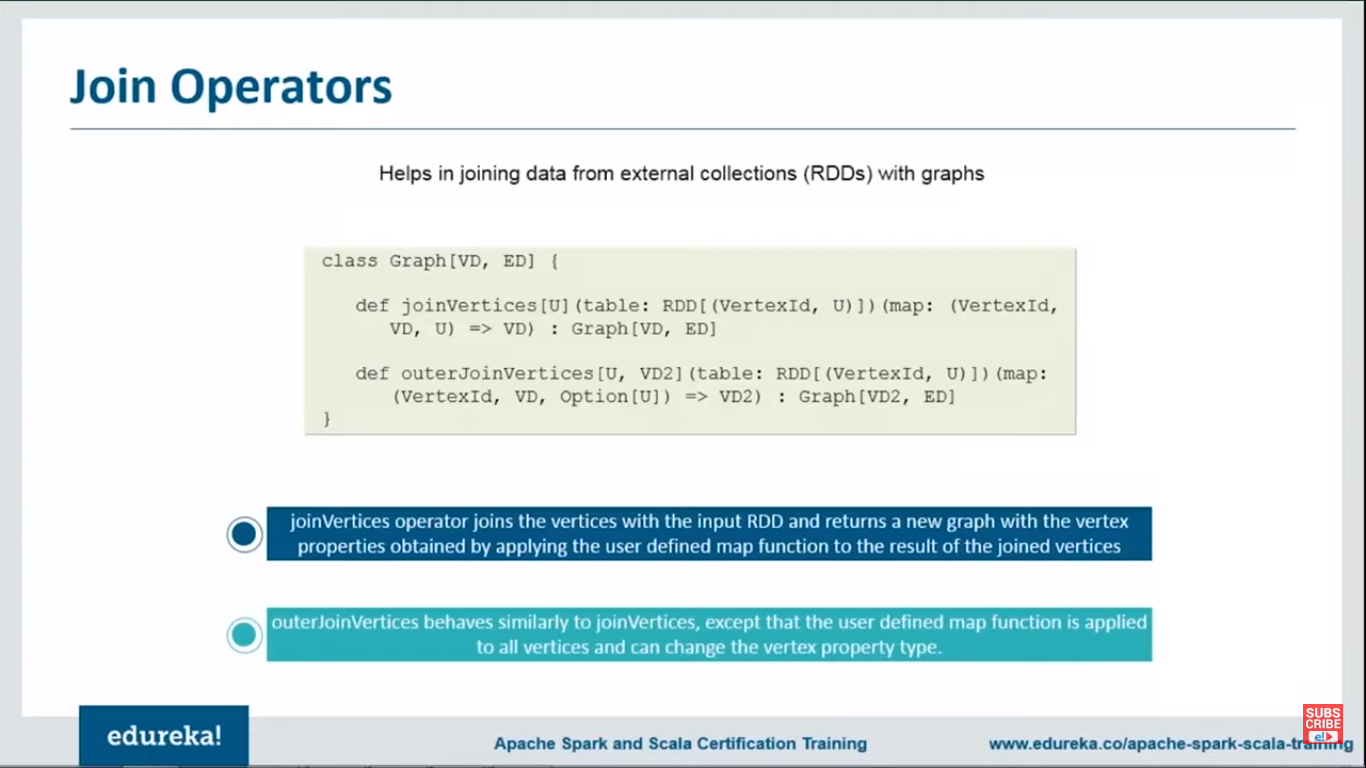 Join Operators
Helps in joining data from external collections (RDDs) with graphs
class Graph[VD, ED] {
def joinVertices[U](table: RDD[(VertexId, U)])(map: (VertexId,
VD, U) => VD) : Graph[VD, ED]
def outerJoinVertices[U, VD2](table: RDD[(VertexId, U)])(map:
(VertexId, VD, Option[U]) => VD2) : Graph[VD2, ED]
}
joinVertices operator joins the vertices with the input RDD and returns a new graph with the vertex
properties obtained by applying the user defined map function to the result of the joined vertices
outerJoinVertices behaves similarly to joinVertices, except that the user defined map function is applied
to all vertices and can change the vertex property type.
edureka!
Apache Spark and Scala Certification Training
www.edureka.co/apache-spark-scala-training
SUBS
CRIBE
e!